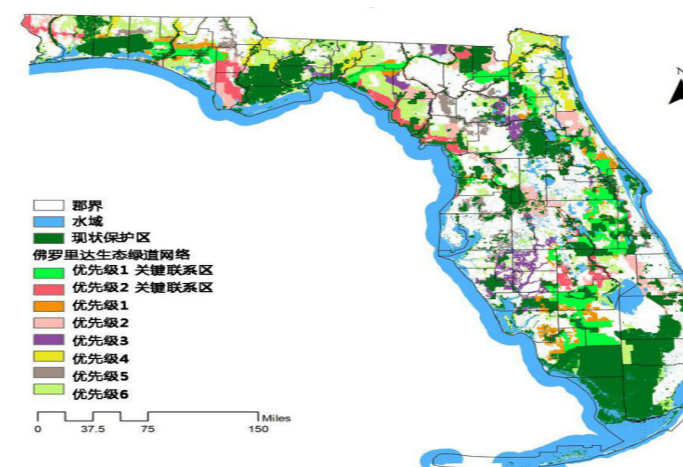 N
郡界
水域
现状保护区
佛罗里达生态绿道网络
优先级1 关键联系区
优先级2 关键联系区
优先级1
优先级2
优先级3
优先级4
优先级5
优先级6
Miles
0 37.5 75 150